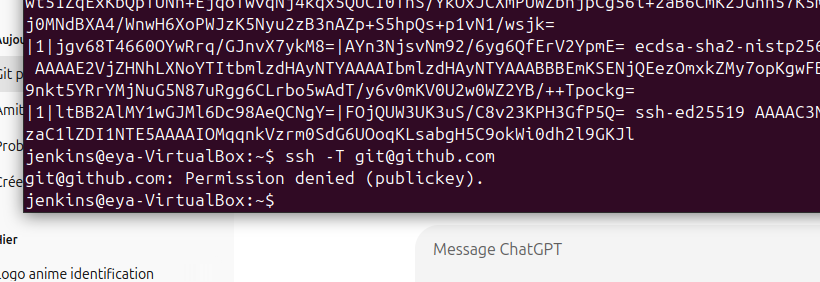 j0MNdBXA4/WnwH6XoPWJzK5Nyu2zB3nAZp+S5hpQs+p1vN1/wsjk=
|1|jgv68T4660OYwRrq/GJnvX7ykM8=|AYn3NjsvNm92/6yg6QfErV2YpmE= ecdsa-sha2-nistp256
AAAAE2VjZHNhLXNoYTItbmlzdHAyNTYAAAAIbmlzdHAyNTYAAABBBEmKSENjQEezOmxkZMy7opKgwFE
9nkt5YRrYMjNuG5N87uRgg6CLrbo5wAdT/y6v0mKV0U2w0WZ2YB/++Tpockg=
|1|ltBB2AlMY1wGJMl6Dc98AeQCNgY=|FOjQUW3UK3uS/C8v23KPH3GfP5Q= ssh-ed25519 AAAAC3N
zaC1lZDI1NTE5AAAAIOMqqnkVzrm0SdG6UOoqKLsabgH5C9okWi0dh2l9GKJl
jenkins@eya-VirtualBox:~$ ssh -T git@github.com
git@github.com: Permission denied (publickey).
jenkins@eya-VirtualBox:~$
Aujou
Git p
Amit
Prob
Crée
Hier
Logo anime identification
Message ChatGPT